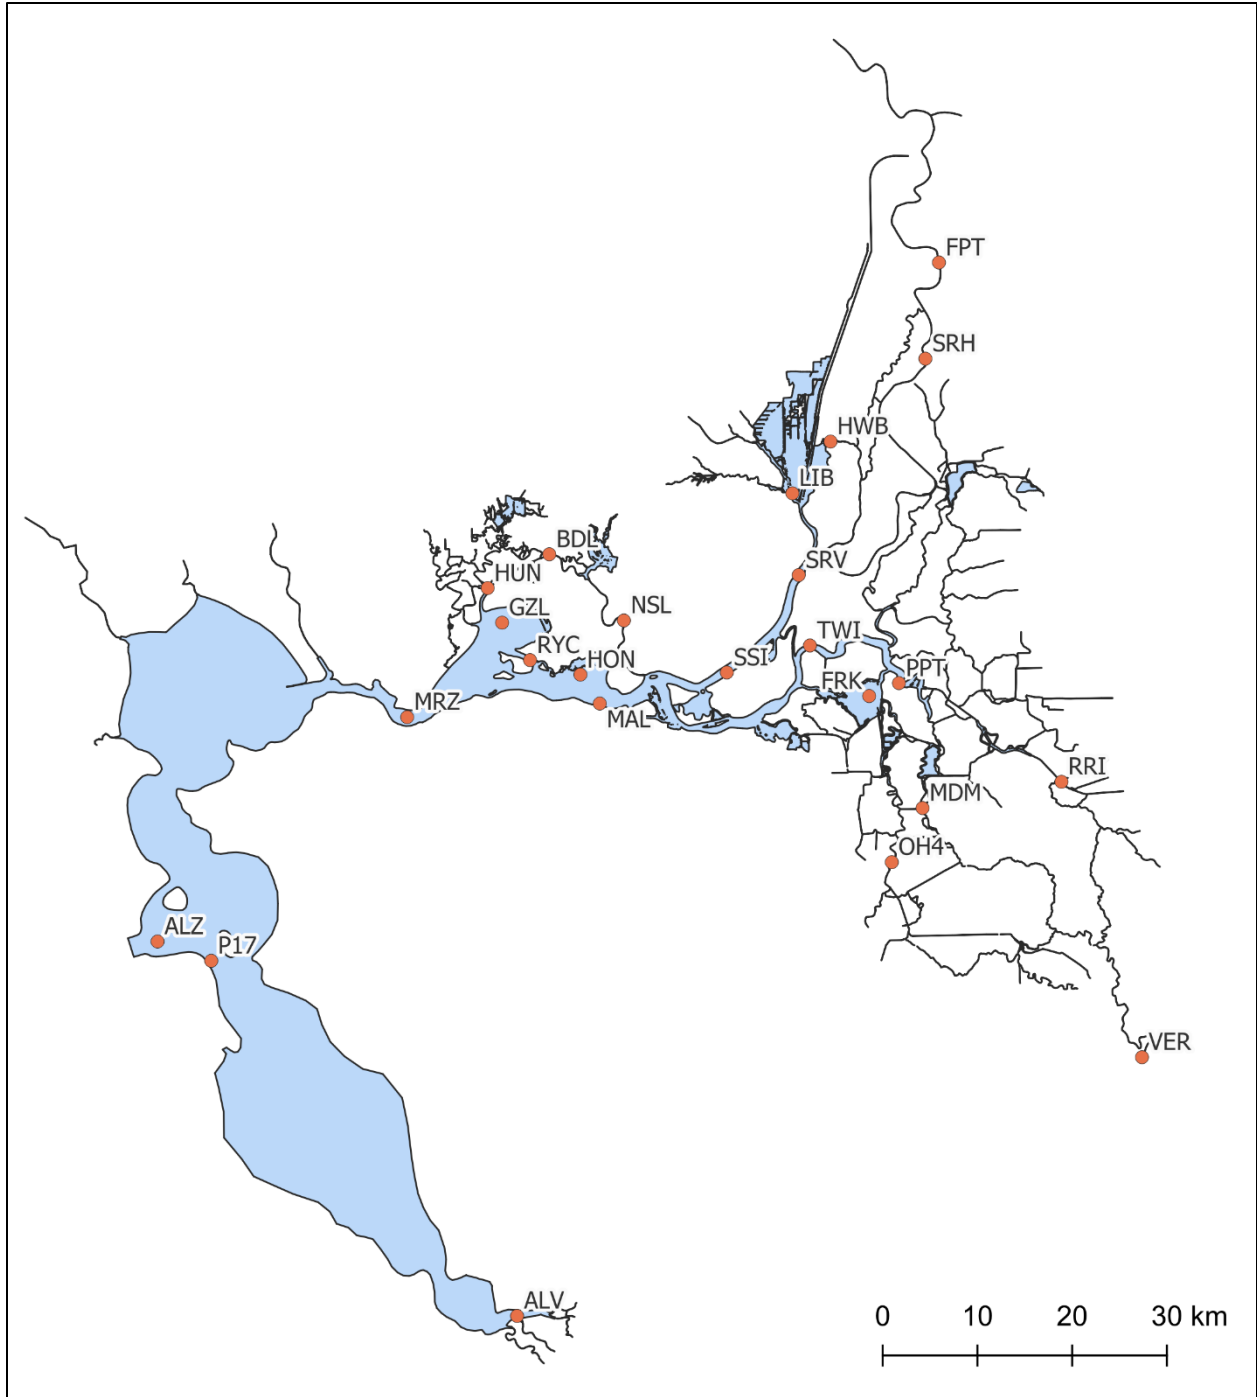 FPT
SRH
HWB
LIB
BDL
SRV
HUN
GZL
NSL
TWI
RYC
HON
SSI
PPT
FRK
MRZ
MAL
RRI
MDM
OH4
ALZ
P17
VER
ALV
0 10 20 30 km